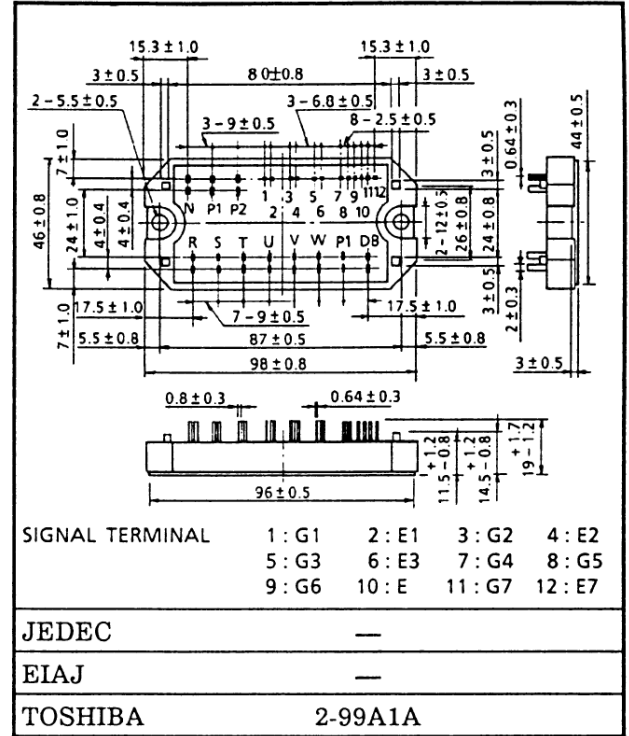 15.3 ± 1.0 15.3 ± 1.0
3 ± 0.5 80±0.8 3 ± 0.5
2 – 5.5 ± 0.5 3 – 9 ± 0.5 3 – 6.8 ± 0.5
8 – 2.5 ± 0.5
7 ± 1.0
46 ± 0.8
24 ± 1.0
4 ± 0.4
4 ± 0.4
7 ± 1.0
1 3 5 7 9 11 12
N P1 P2 2 4 6 8 10
R S T U V W P1 DB
2 – 12 ± 0.5
26 ± 0.8
24 ± 0.8
3 ± 0.5
3 ± 0.5
0.64 ± 0.3
2 ± 0.3
44 ± 0.5
3 ± 0.5
17.5 ± 1.0 7 – 9 ± 0.5 17.5 ± 1.0
5.5 ± 0.8 87 ± 0.5 5.5 ± 0.8
98 ± 0.8
0.8 ± 0.3 0.64 ± 0.3
96 ± 0.5
+ 1.2
11.5 – 0.8
+ 1.2
14.5 – 0.8
+ 1.7
19 – 1.2
SIGNAL TERMINAL 1 : G1 2 : E1 3 : G2 4 : E2
5 : G3 6 : E3 7 : G4 8 : G5
9 : G6 10 : E 11 : G7 12 : E7
JEDEC —
EIAJ —
TOSHIBA 2-99A1A